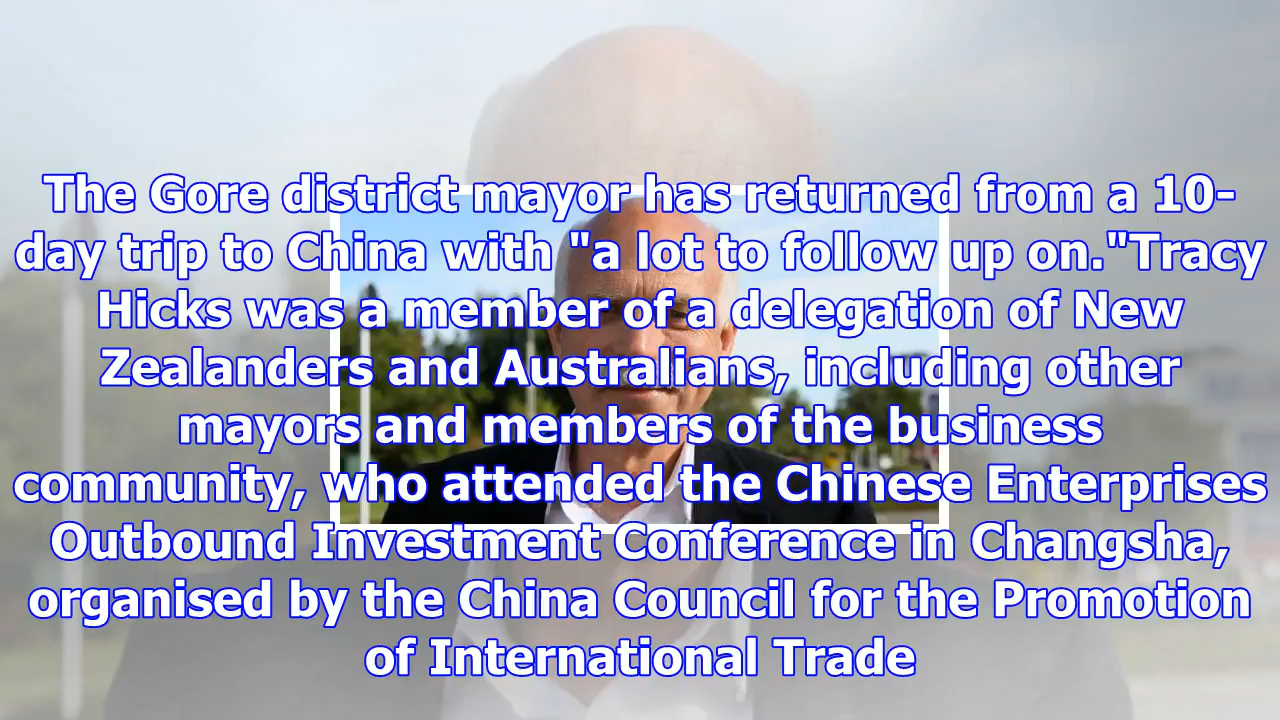 The Gore district mayor has returned from a 10-
day trip to China with "a lot to follow up on."Tracy
Hicks was a member of a delegation of New
Zealanders and Australians, including other
mayors and members of the business
community, who attended the Chinese Enterprises
Outbound Investment Conference in Changsha,
organised by the China Council for the Promotion
of International Trade